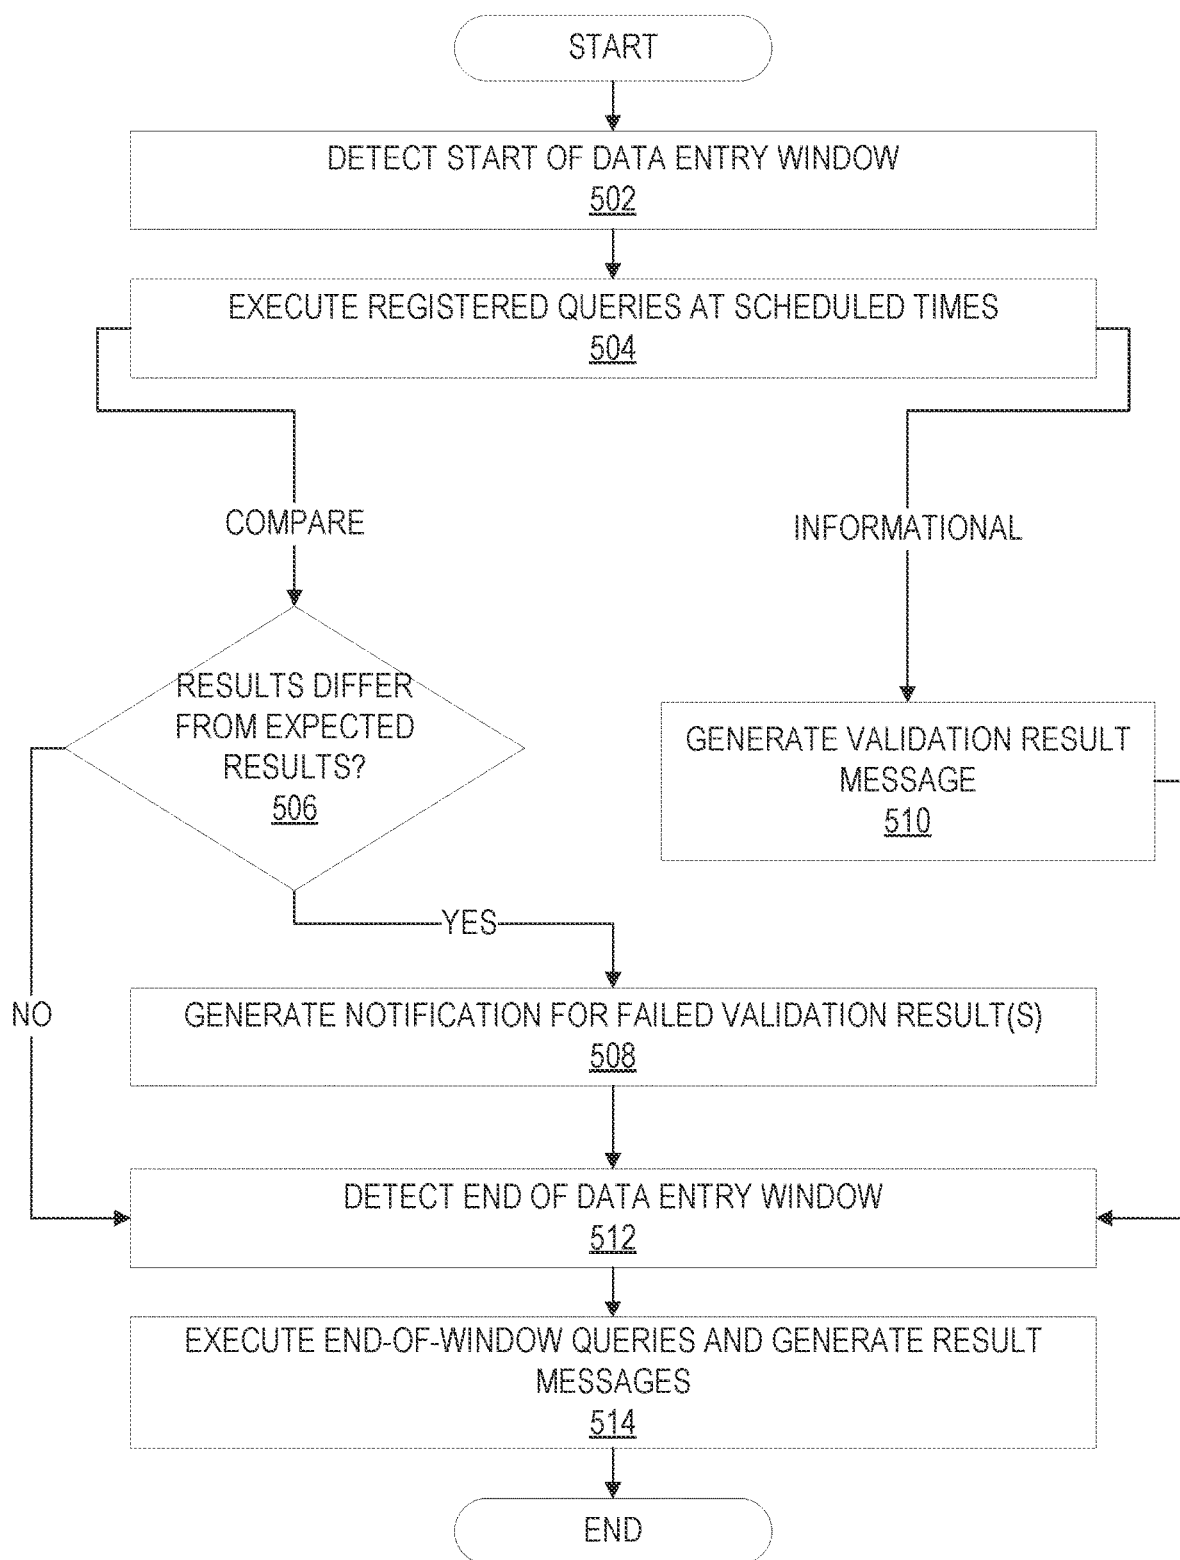 START
DETECT START OF DATA ENTRY WINDOW
502
EXECUTE REGISTERED QUERIES AT SCHEDULED TIMES
504
COMPARE
INFORMATIONAL
RESULTS DIFFER
FROM EXPECTED
RESULTS?
506
GENERATE VALIDATION RESULT
MESSAGE
510
YES
NO
GENERATE NOTIFICATION FOR FAILED VALIDATION RESULT(S)
508
DETECT END OF DATA ENTRY WINDOW
512
EXECUTE END-OF-WINDOW QUERIES AND GENERATE RESULT
MESSAGES
514
END